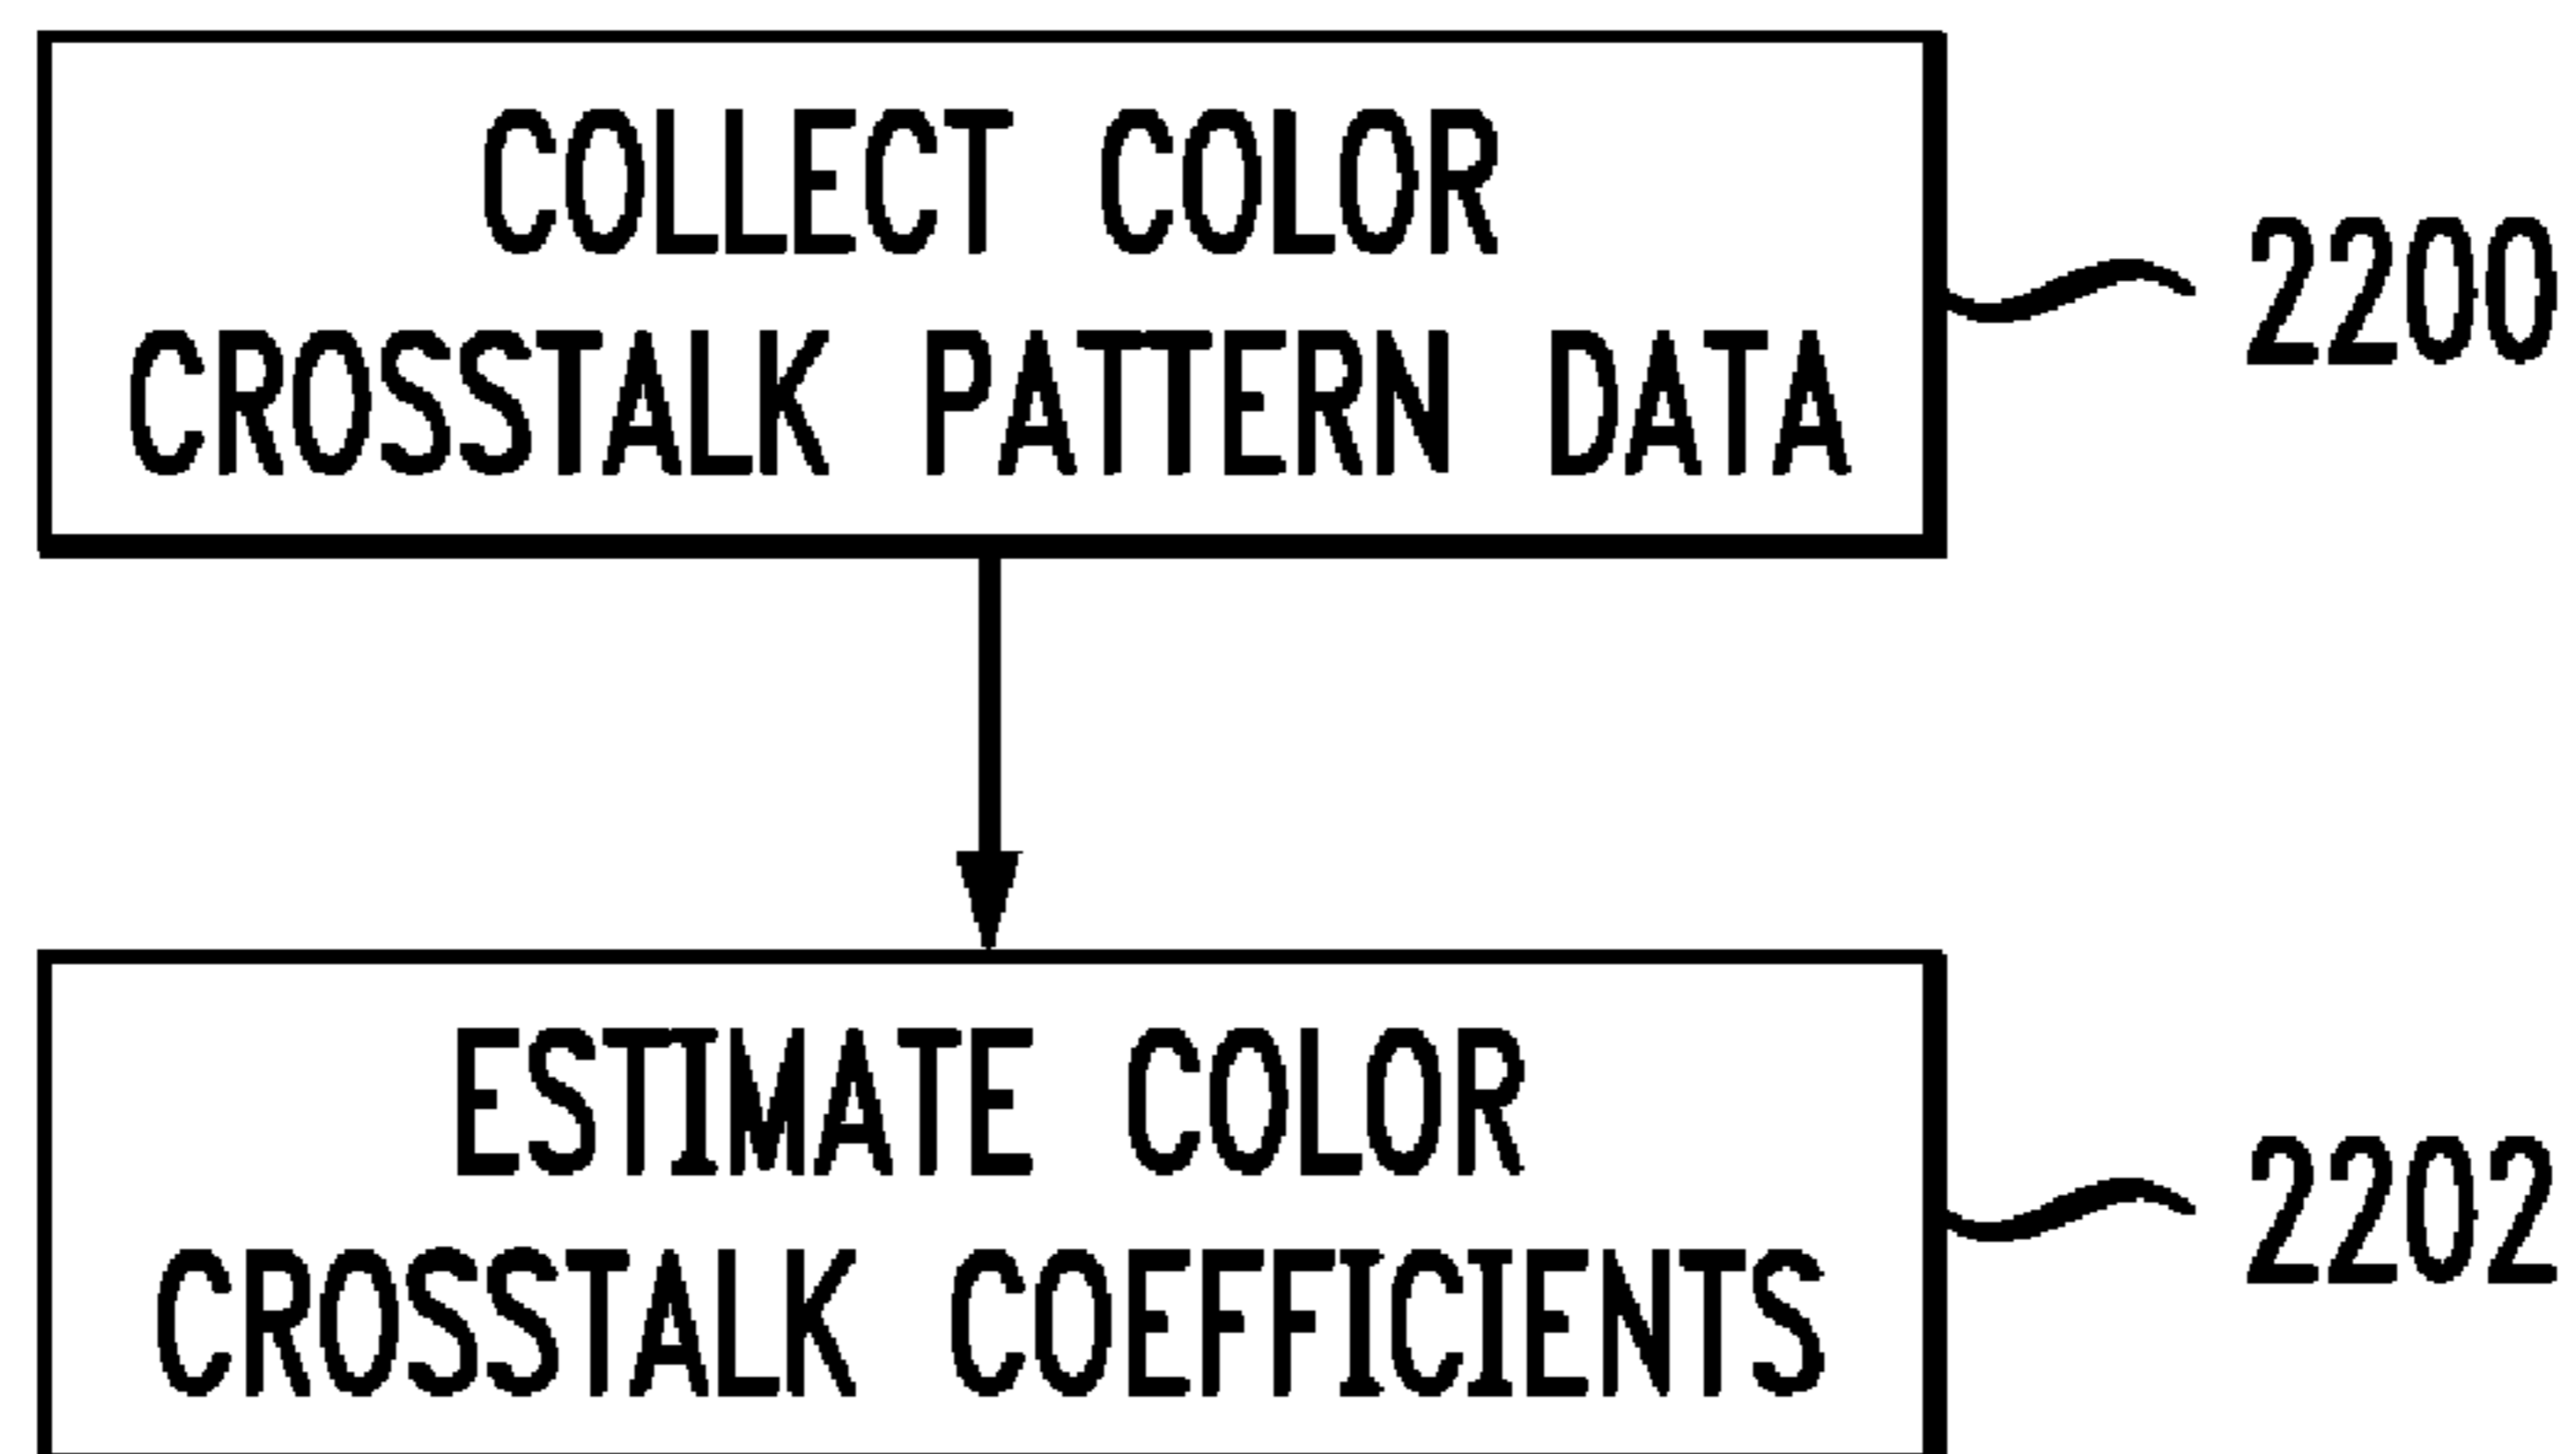 COLLECT COLOR
CROSSTALK PATTERN DATA
2200
ESTIMATE COLOR
CROSSTALK COEFFICIENTS
2202